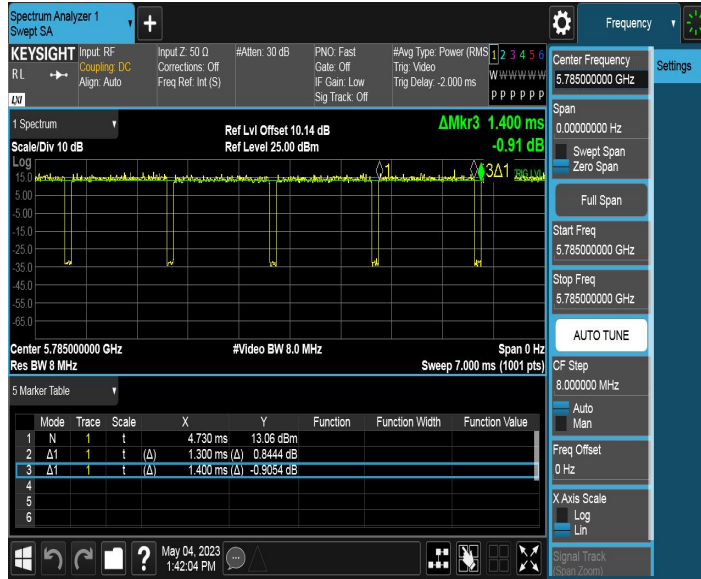 Spectrum Analyzer 1
Swept SA
+
Frequency
KEYSIGHT
RL
LXI
Input: RF
Coupling: DC
Align: Auto
Input Z: 50 Ω
Corrections: Off
Freq Ref: Int (S)
#Atten: 30 dB
PNO: Fast
Gate: Off
IF Gain: Low
Sig Track: Off
#Avg Type: Power (RMS
Trig: Video
Trig Delay: -2.000 ms
1 2 3 4 5 6
W W W W W W
P P P P P P
Center Frequency
5.785000000 GHz
Settings
Span
0.00000000 Hz
Swept Span
Zero Span
Full Span
Start Freq
5.785000000 GHz
Stop Freq
5.785000000 GHz
AUTO TUNE
CF Step
8.000000 MHz
Auto
Man
Freq Offset
0 Hz
X Axis Scale
Log
Lin
Signal Track
(Span Zoom)
1 Spectrum
Scale/Div 10 dB
Ref Lvl Offset 10.14 dB
Ref Level 25.00 dBm
ΔMkr3 1.400 ms
-0.91 dB
Log
1
3Δ1
TRIG LVL
15.0
5.00
-5.00
-15.0
-25.0
-35.0
-45.0
-55.0
-65.0
Center 5.785000000 GHz
#Video BW 8.0 MHz
Span 0 Hz
Res BW 8 MHz
Sweep 7.000 ms (1001 pts)
5 Marker Table
Mode Trace Scale X Y Function Function Width Function Value
1 N 1 t 4.730 ms 13.06 dBm
2 Δ1 1 t (Δ) 1.300 ms (Δ) 0.8444 dB
3 Δ1 1 t (Δ) 1.400 ms (Δ) -0.9054 dB
4
5
6
?
May 04, 2023
1:42:04 PM